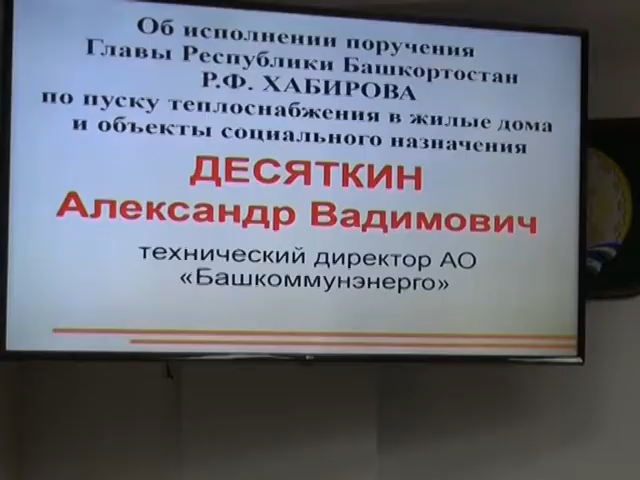 Об исполнении поручения
Главы Республики Башкортостан
Р.Ф. ХАБИРОВА
по пуску теплоснабжения в жилые дома
и объекты социального назначения
ДЕСЯТКИН
Александр Вадимович
технический директор АО
«Башкоммунэнерго»